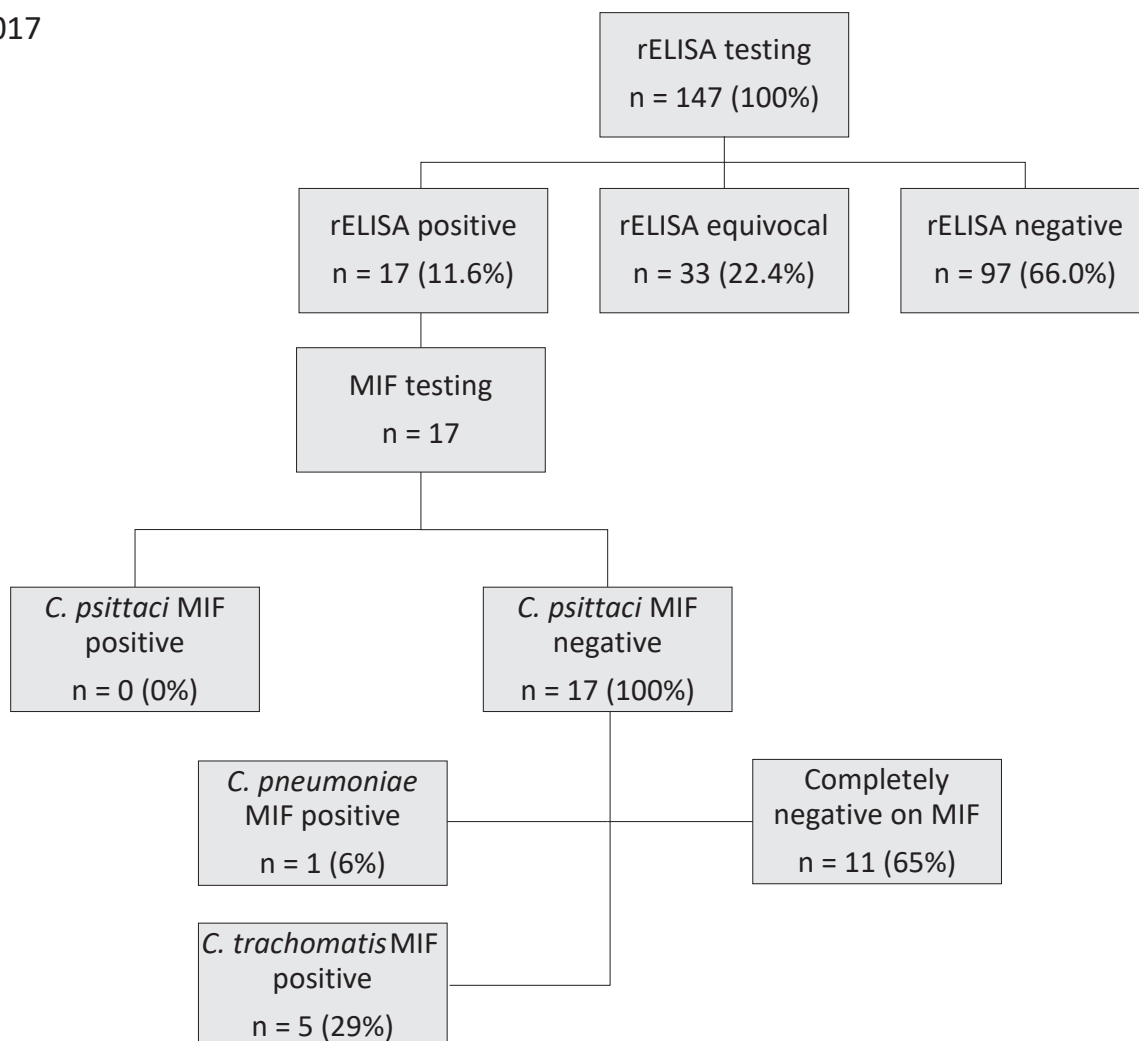 017
rELISA testing
n = 147 (100%)
rELISA positive
n = 17 (11.6%)
rELISA equivocal
n = 33 (22.4%)
rELISA negative
n = 97 (66.0%)
MIF testing
n = 17
C. psittaci MIF
positive
n = 0 (0%)
C. psittaci MIF
negative
n = 17 (100%)
C. pneumoniae
MIF positive
n = 1 (6%)
Completely
negative on MIF
n = 11 (65%)
C. trachomatis MIF
positive
n = 5 (29%)